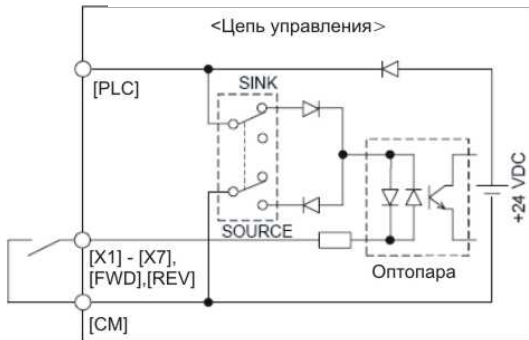 <Цепь управления>
[PLC]
SINK
SOURCE
+24 VDC
Оптопара
[X1] - [X7],
[FWD],[REV]
[CM]